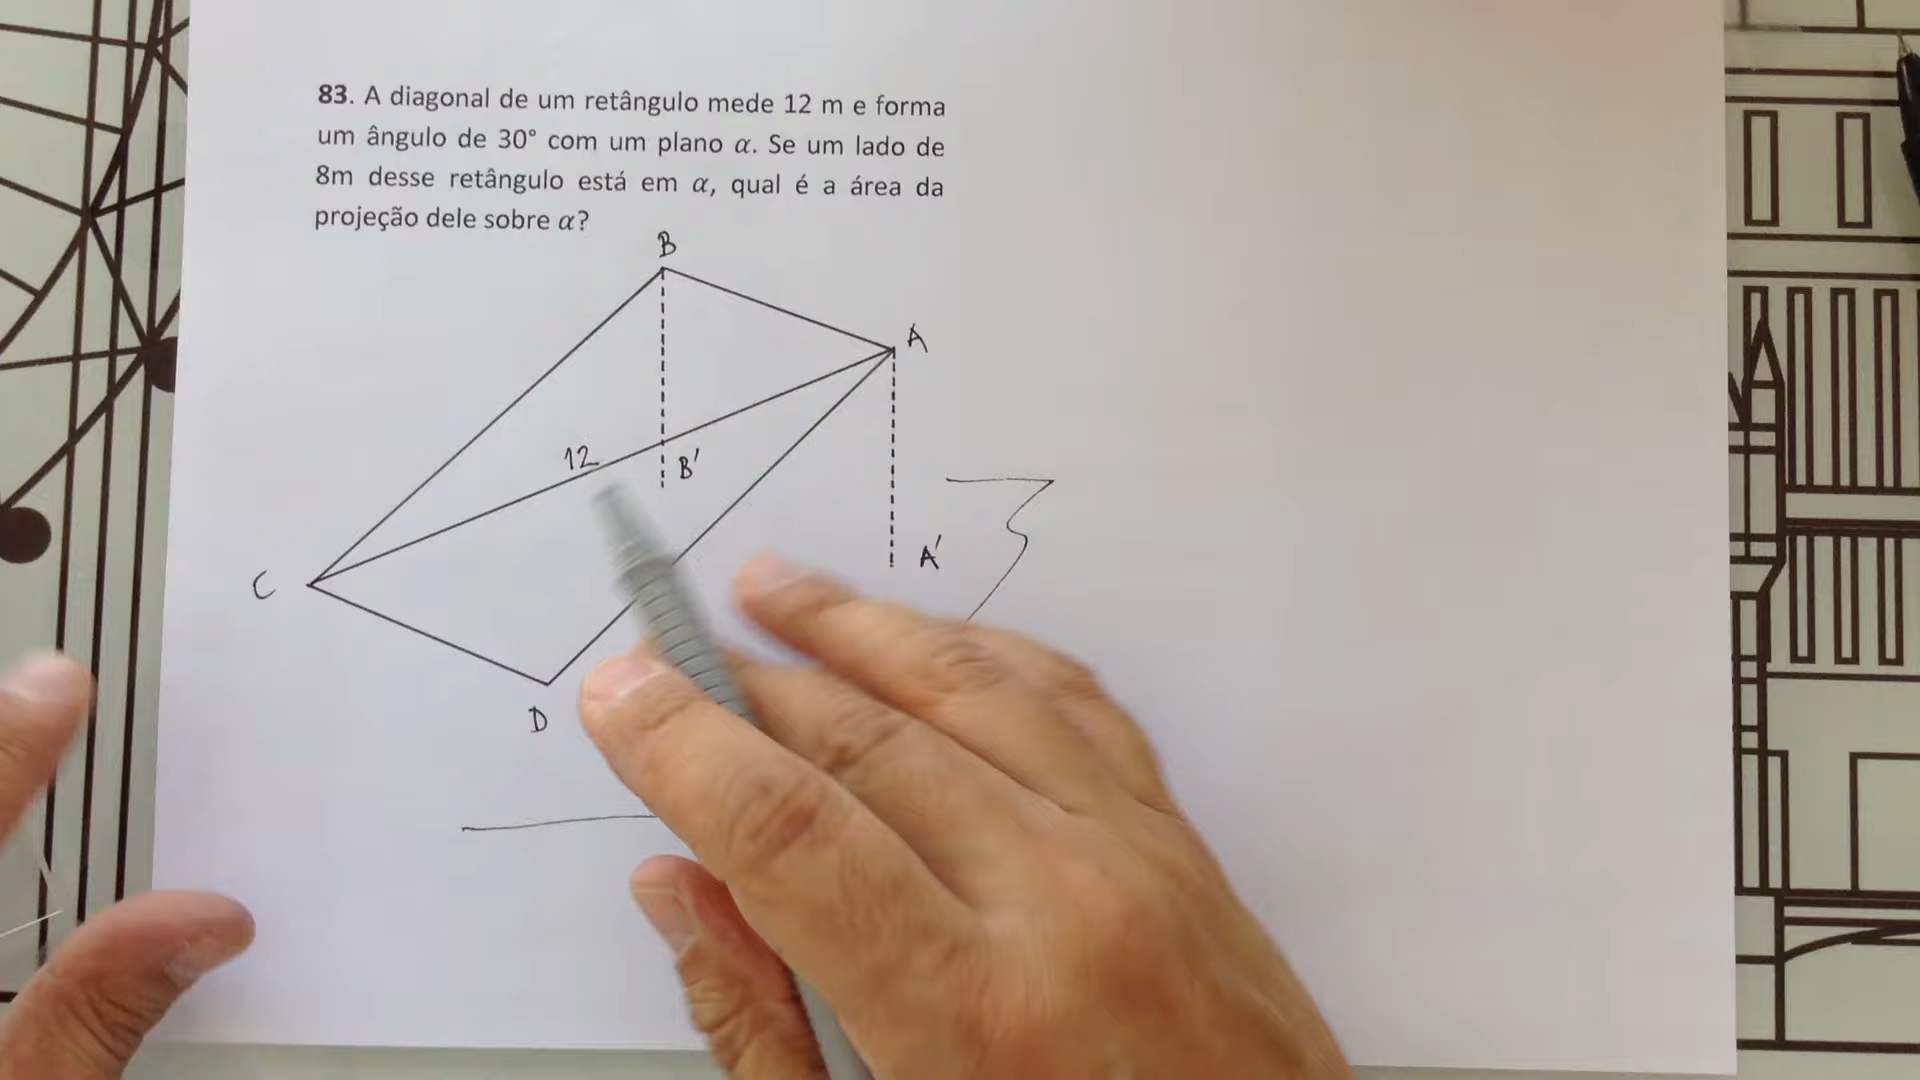 83. A diagonal de um retângulo mede 12 m e forma
um ângulo de 30° com um plano α. Se um lado de
8m desse retângulo está em α, qual é a área da
projeção dele sobre α?
B
A
12
B'
A'
C
D